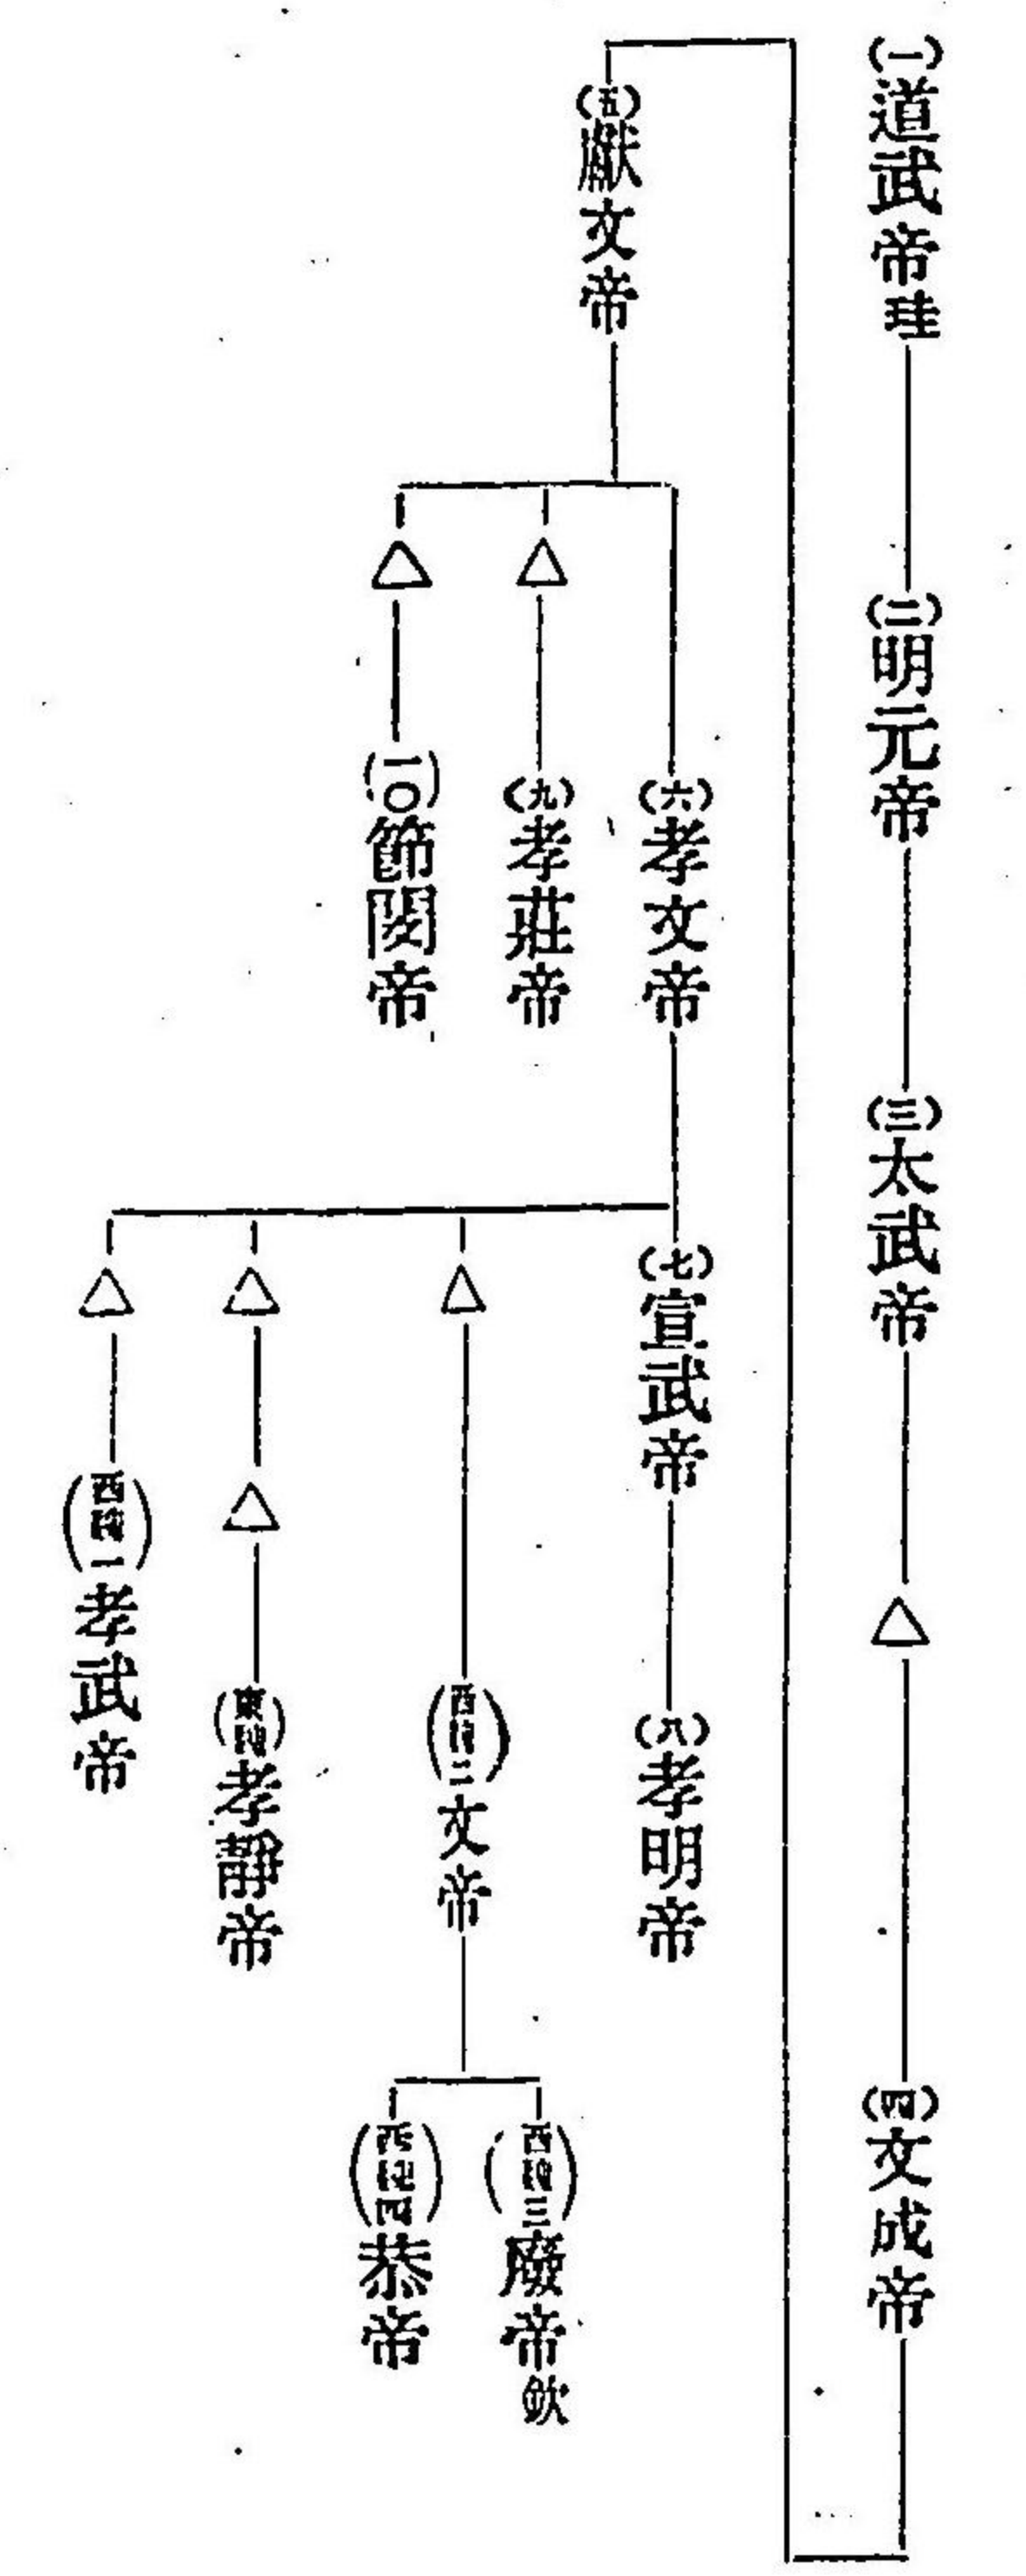 (一)道武帝珪
(二)明元帝
(三)太武帝
(四)文成帝
(五)獻文帝
(六)孝文帝
(九)孝莊帝
(一〇)節閔帝
(七)宣武帝
(八)孝明帝
(西魏二)文帝
(東魏)孝靜帝
(西魏一)孝武帝
(西魏三)廢帝欽
(西魏四)恭帝